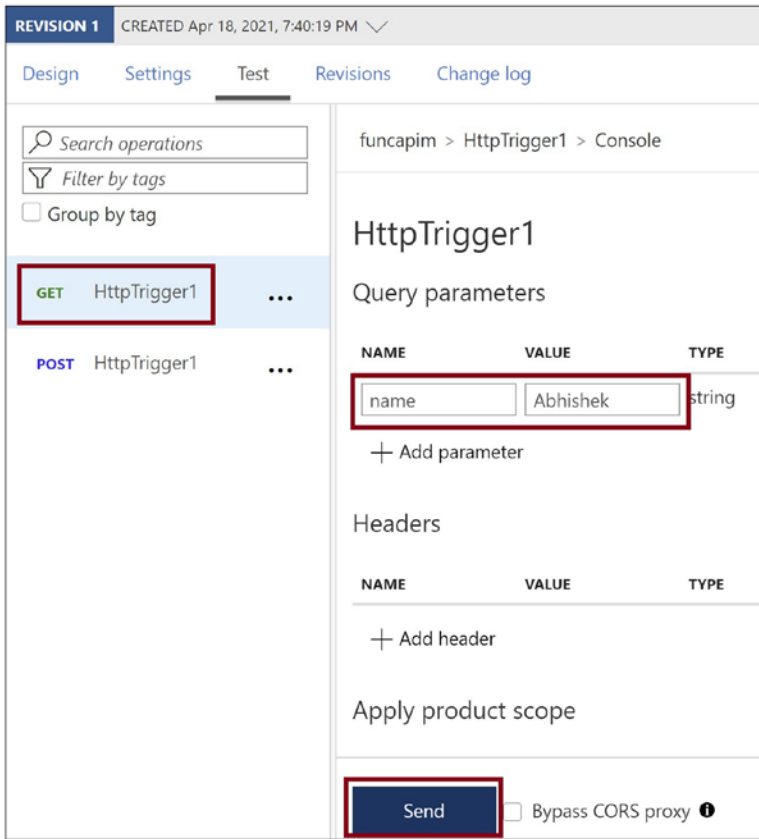 REVISION 1 CREATED Apr 18, 2021, 7:40:19 PM
Design Settings Test Revisions Change log
Search operations
Filter by tags
Group by tag
GET HttpTrigger1 ...
POST HttpTrigger1 ...
funcapim > HttpTrigger1 > Console
HttpTrigger1
Query parameters
NAME VALUE TYPE
name Abhishek string
+ Add parameter
Headers
NAME VALUE TYPE
+ Add header
Apply product scope
Send Bypass CORS proxy